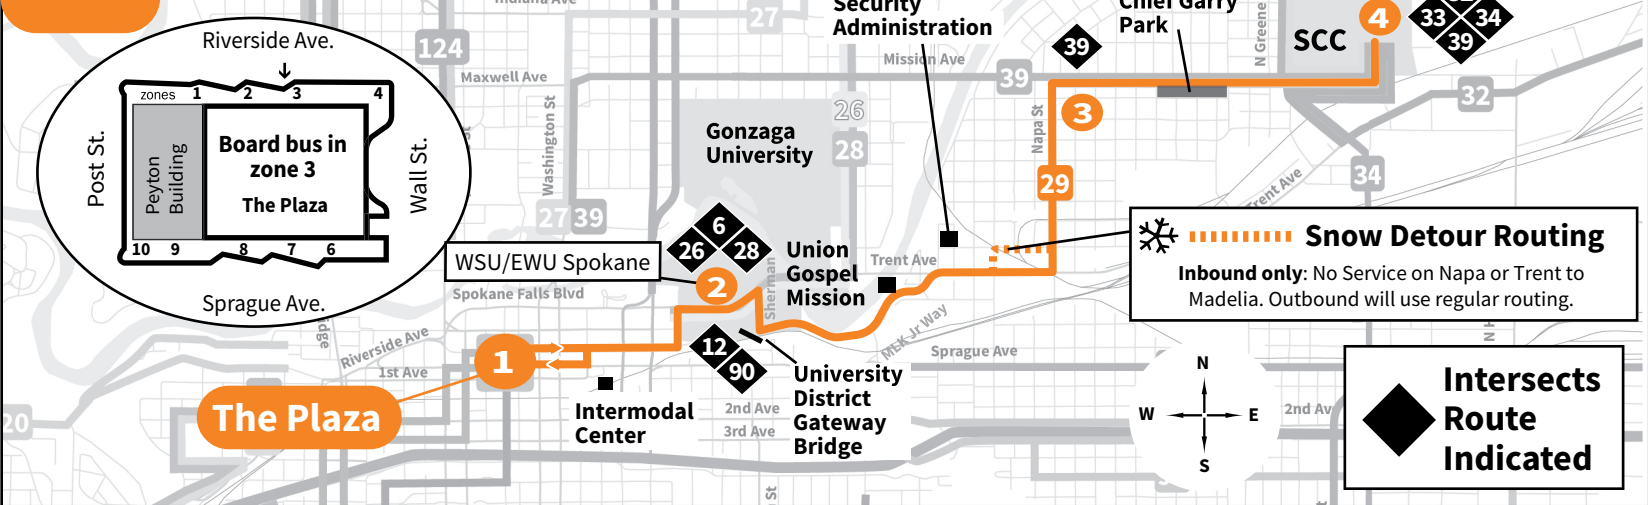 Indiana Ave
27
Security
Administration
Chief Garry
Park
N Greene
SCC
4
33
34
39
Riverside Ave.
124
39
Mission Ave
Maxwell Ave
39
32
zones
1
2
3
4
26
3
Post St.
Peyton
Building
Board bus in
zone 3
The Plaza
Wall St.
Washington St
Gonzaga
University
28
Napa St
29
34
Trent Ave
27
39
10
9
8
7
6
6
26
28
WSU/EWU Spokane
2
Union
Gospel
Mission
Trent Ave
Snow Detour Routing
Inbound only: No Service on Napa or Trent to
Madelia. Outbound will use regular routing.
Sprague Ave.
Spokane Falls Blvd
Sherman
Riverside Ave
1
12
90
MLK Jr Way
Sprague Ave
1st Ave
University
District
Gateway
Bridge
The Plaza
Intermodal
Center
2nd Ave
3rd Ave
20
N
W
E
S
2nd Av
Intersects
Route
Indicated
St